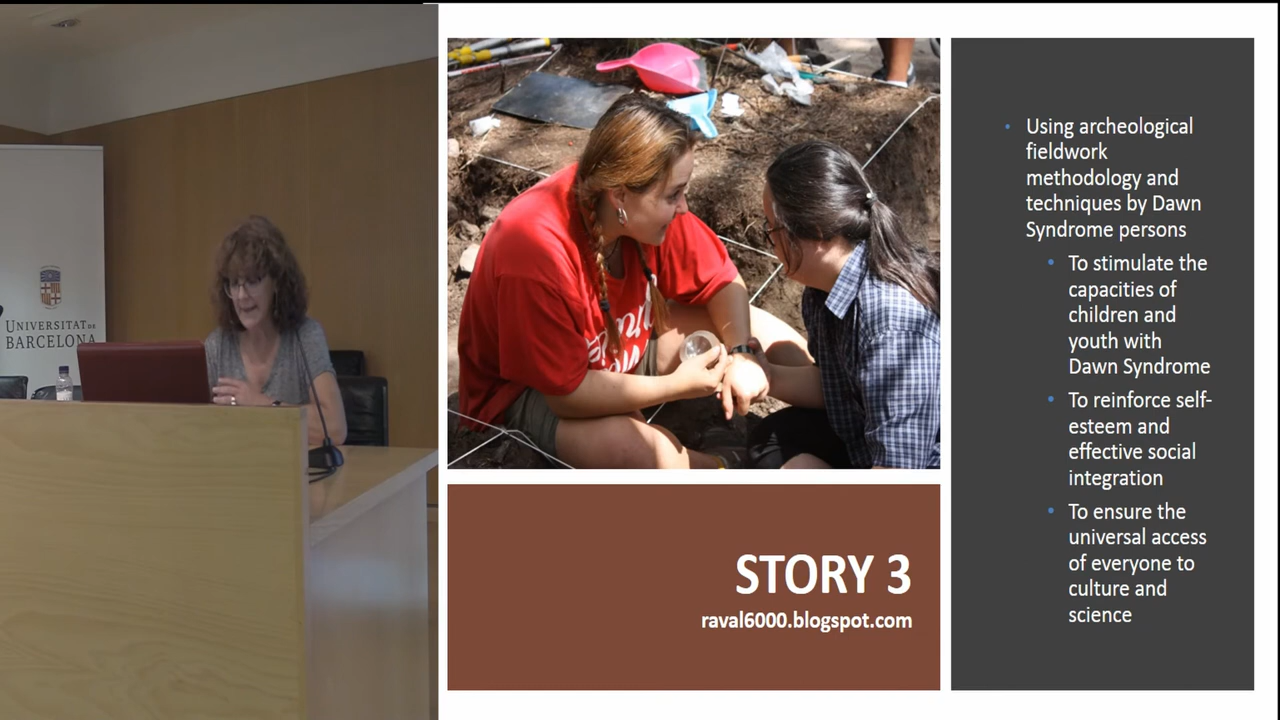 UNIVERSITAT DE
BARCELONA
STORY 3
raval6000.blogspot.com
Using archeological
fieldwork
methodology and
techniques by Dawn
Syndrome persons
To stimulate the
capacities of
children and
youth with
Dawn Syndrome
To reinforce self-
esteem and
effective social
integration
To ensure the
universal access
of everyone to
culture and
science